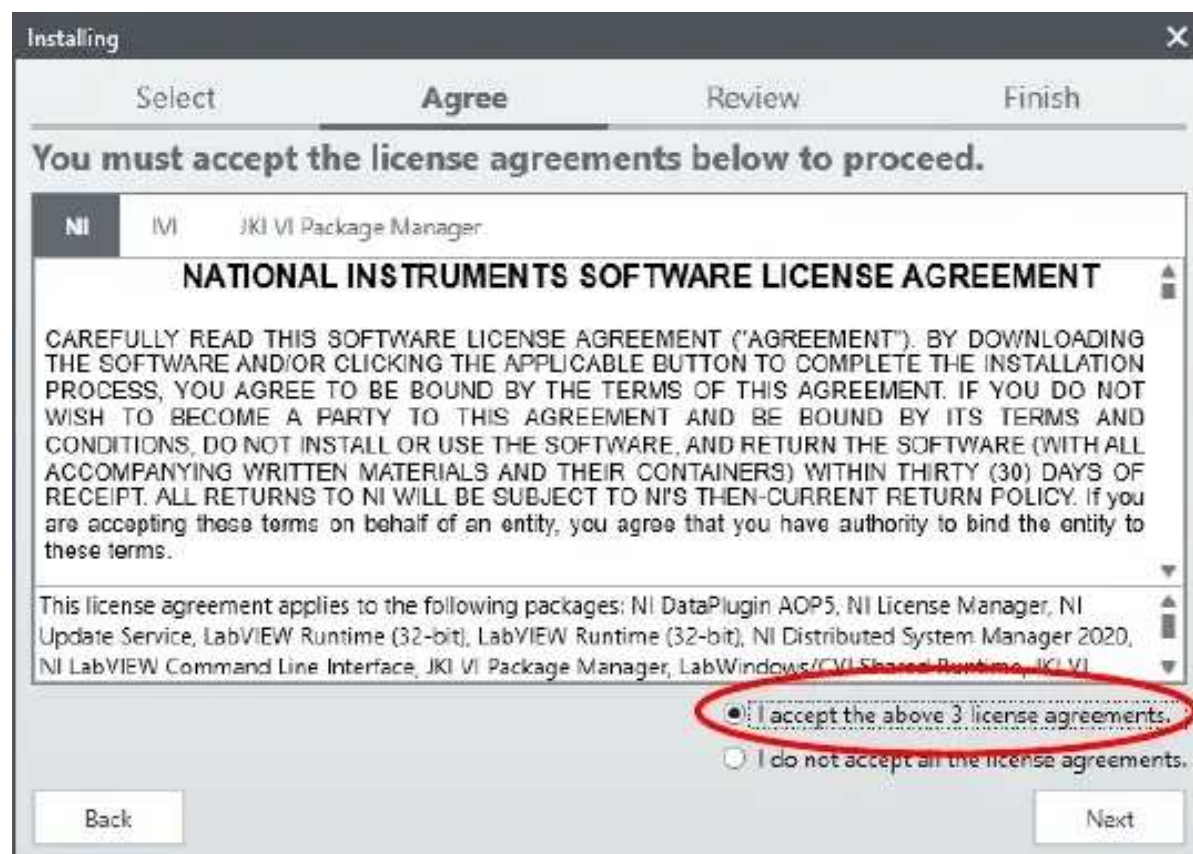 Installing
Select Agree Review Finish
You must accept the license agreements below to proceed.
NI IVI JKI VI Package Manager
NATIONAL INSTRUMENTS SOFTWARE LICENSE AGREEMENT
CAREFULLY READ THIS SOFTWARE LICENSE AGREEMENT ("AGREEMENT"). BY DOWNLOADING
THE SOFTWARE AND/OR CLICKING THE APPLICABLE BUTTON TO COMPLETE THE INSTALLATION
PROCESS, YOU AGREE TO BE BOUND BY THE TERMS OF THIS AGREEMENT. IF YOU DO NOT
WISH TO BECOME A PARTY TO THIS AGREEMENT AND BE BOUND BY ITS TERMS AND
CONDITIONS, DO NOT INSTALL OR USE THE SOFTWARE, AND RETURN THE SOFTWARE (WITH ALL
ACCOMPANYING WRITTEN MATERIALS AND THEIR CONTAINERS) WITHIN THIRTY (30) DAYS OF
RECEIPT. ALL RETURNS TO NI WILL BE SUBJECT TO NI'S THEN-CURRENT RETURN POLICY. If you
are accepting these terms on behalf of an entity, you agree that you have authority to bind the entity to
these terms.
This license agreement applies to the following packages: NI DataPlugin AOP5, NI License Manager, NI
Update Service, LabVIEW Runtime (32-bit), LabVIEW Runtime (32-bit), NI Distributed System Manager 2020,
NI LabVIEW Command Line Interface, JKI VI Package Manager, LabWindows/CVI Shared Runtime, JKI VI
I accept the above 3 license agreements.
I do not accept all the license agreements.
Back Next